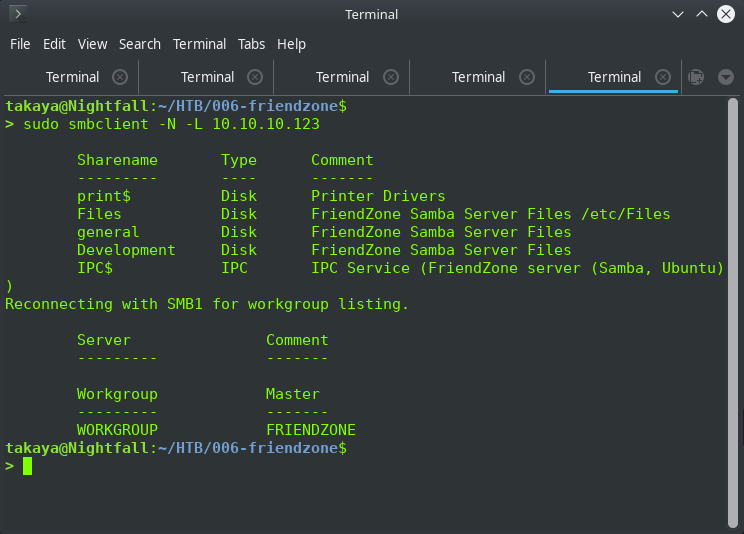 Terminal
File Edit View Search Terminal Tabs Help
Terminal Terminal Terminal Terminal Terminal
takaya@Nightfall:~/HTB/006-friendzone$
> sudo smbclient -N -L 10.10.10.123
Sharename Type Comment
--------- ---- -------
print$ Disk Printer Drivers
Files Disk FriendZone Samba Server Files /etc/Files
general Disk FriendZone Samba Server Files
Development Disk FriendZone Samba Server Files
IPC$ IPC IPC Service (FriendZone server (Samba, Ubuntu)
)
Reconnecting with SMB1 for workgroup listing.
Server Comment
--------- -------
Workgroup Master
--------- -------
WORKGROUP FRIENDZONE
takaya@Nightfall:~/HTB/006-friendzone$
>